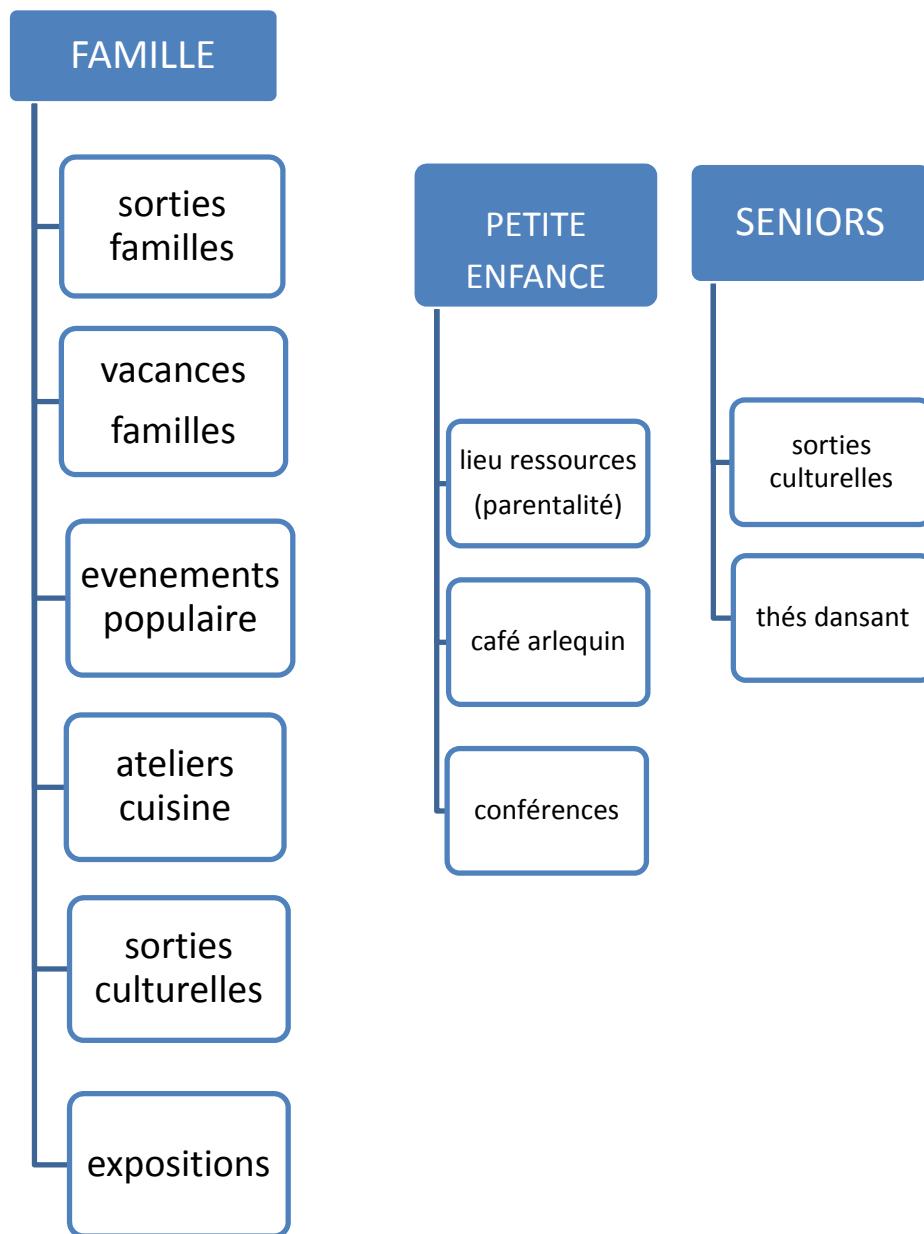 FAMILLE
sorties
familles
vacances
familles
evenements
populaire
ateliers
cuisine
sorties
culturelles
expositions
PETITE
ENFANCE
lieu ressources
(parentalité)
café arlequin
conférences
SENIORS
sorties
culturelles
thés dansant